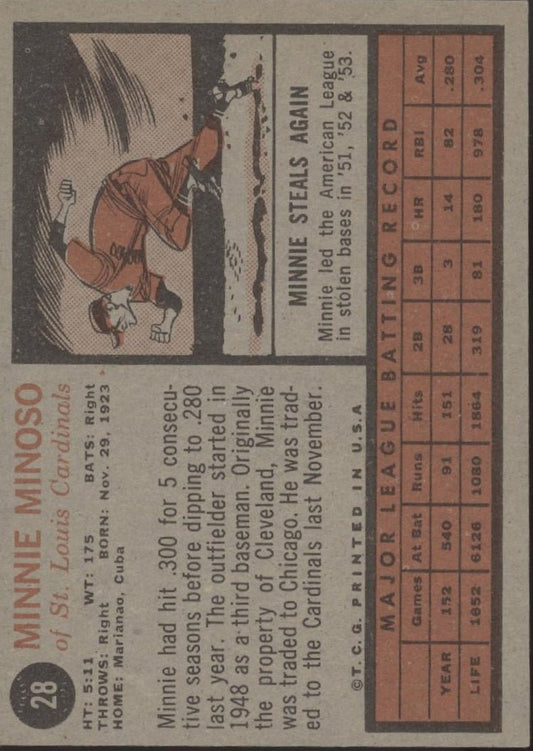 28
MINNIE MINOSO
of St. Louis Cardinals
HT: 5:11 WT: 175 BATS: Right
THROWS: Right BORN: Nov. 29, 1923
HOME: Marianao, Cuba
Minnie had hit .300 for 5 consecu-
tive seasons before dipping to .280
last year. The outfielder started in
1948 as a third baseman. Originally
the property of Cleveland, Minnie
was traded to Chicago. He was trad-
ed to the Cardinals last November.
©T.C.G. PRINTED IN U.S.A
MINNIE STEALS AGAIN
Minnie led the American League
in stolen bases in '51, '52 & '53.
MAJOR LEAGUE BATTING RECORD
Games At Bat Runs Hits 2B 3B HR RBI Avg
YEAR 152 540 91 151 28 3 14 82 .280
LIFE 1652 6126 1080 1864 319 81 180 978 .304